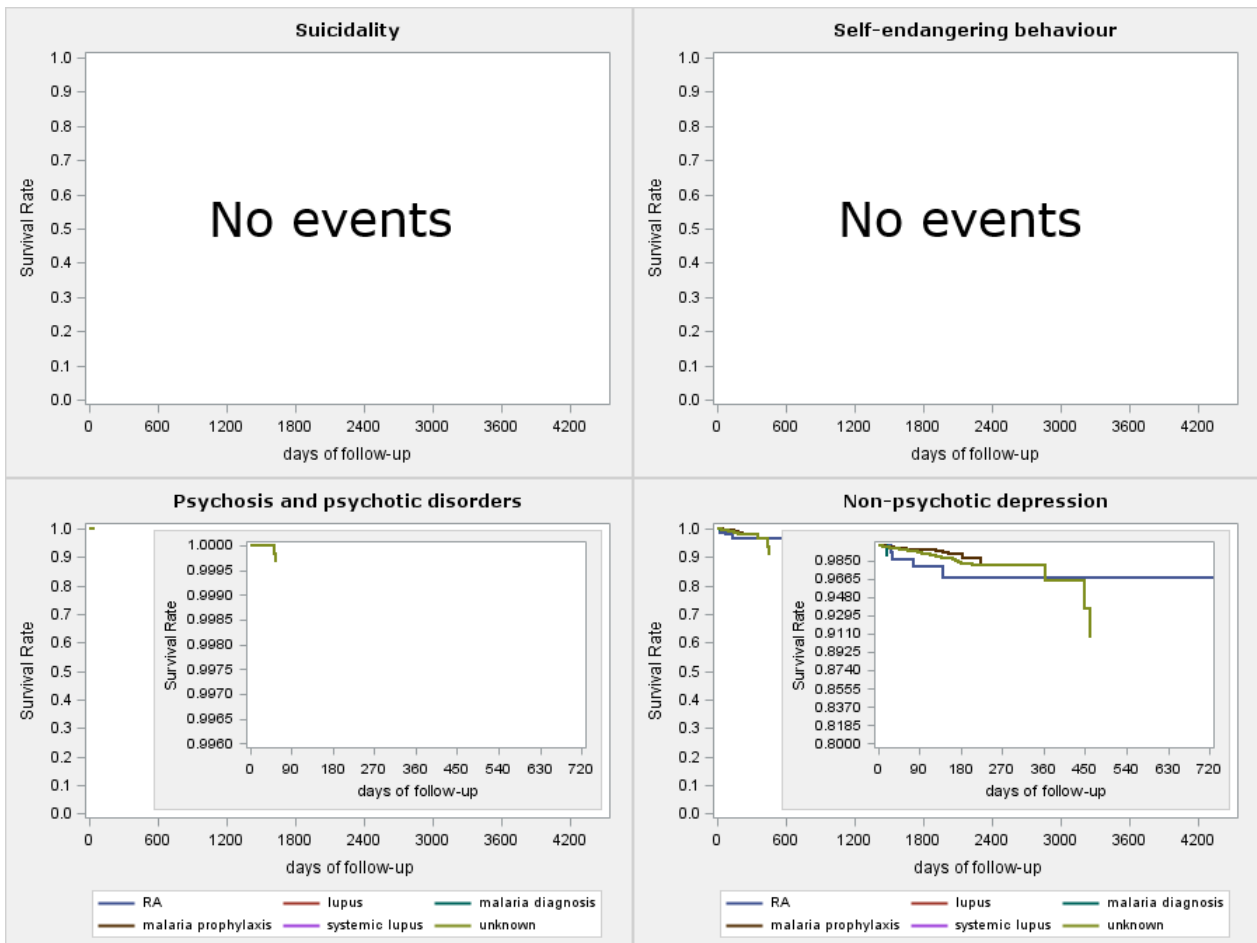 Suicidality
1.0
0.9
0.8
0.7
0.6
0.5
0.4
0.3
0.2
0.1
0.0
Survival Rate
No events
0 600 1200 1800 2400 3000 3600 4200
days of follow-up
Self-endangering behaviour
1.0
0.9
0.8
0.7
0.6
0.5
0.4
0.3
0.2
0.1
0.0
Survival Rate
No events
0 600 1200 1800 2400 3000 3600 4200
days of follow-up
Psychosis and psychotic disorders
1.0
0.9
0.8
0.7
0.6
0.5
0.4
0.3
0.2
0.1
0.0
Survival Rate
1.0000
0.9995
0.9990
0.9985
0.9980
0.9975
0.9970
0.9965
0.9960
Survival Rate
0 90 180 270 360 450 540 630 720
days of follow-up
0 600 1200 1800 2400 3000 3600 4200
days of follow-up
RA lupus malaria diagnosis
malaria prophylaxis systemic lupus unknown
Non-psychotic depression
1.0
0.9
0.8
0.7
0.6
0.5
0.4
0.3
0.2
0.1
0.0
Survival Rate
0.9850
0.9665
0.9480
0.9295
0.9110
0.8925
0.8740
0.8555
0.8370
0.8185
0.8000
Survival Rate
0 90 180 270 360 450 540 630 720
days of follow-up
0 600 1200 1800 2400 3000 3600 4200
days of follow-up
RA lupus malaria diagnosis
malaria prophylaxis systemic lupus unknown